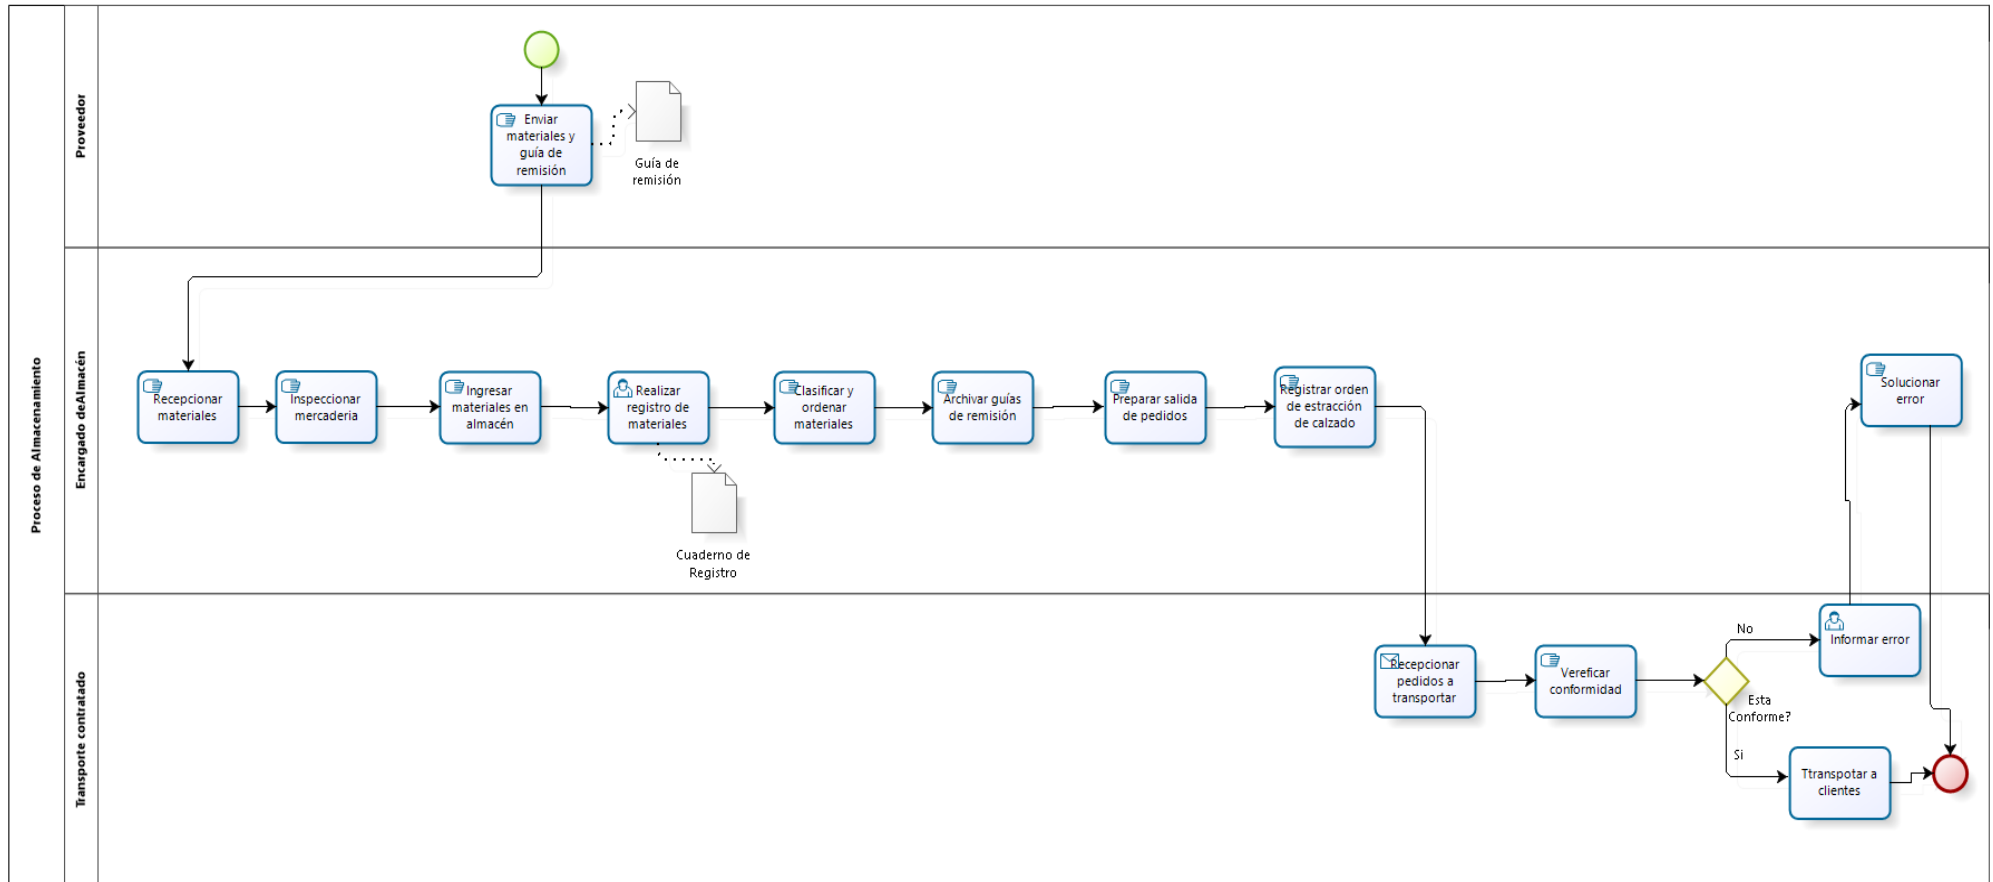 Proceso de Almacenamiento
Proveedor
Enviar
materiales y
guía de
remisión
Guía de
remisión
Encargado deAlmacén
Recepcionar
materiales
Inspeccionar
mercaderia
Ingresar
materiales en
almacén
Realizar
registro de
materiales
Cuaderno de
Registro
Clasificar y
ordenar
materiales
Archivar guías
de remisión
Preparar salida
de pedidos
Registrar orden
de estracción
de calzado
Solucionar
error
Transporte contratado
Recepcionar
pedidos a
transportar
Vereficar
conformidad
Esta
Conforme?
No
Informar error
Si
Ttranspotar a
clientes